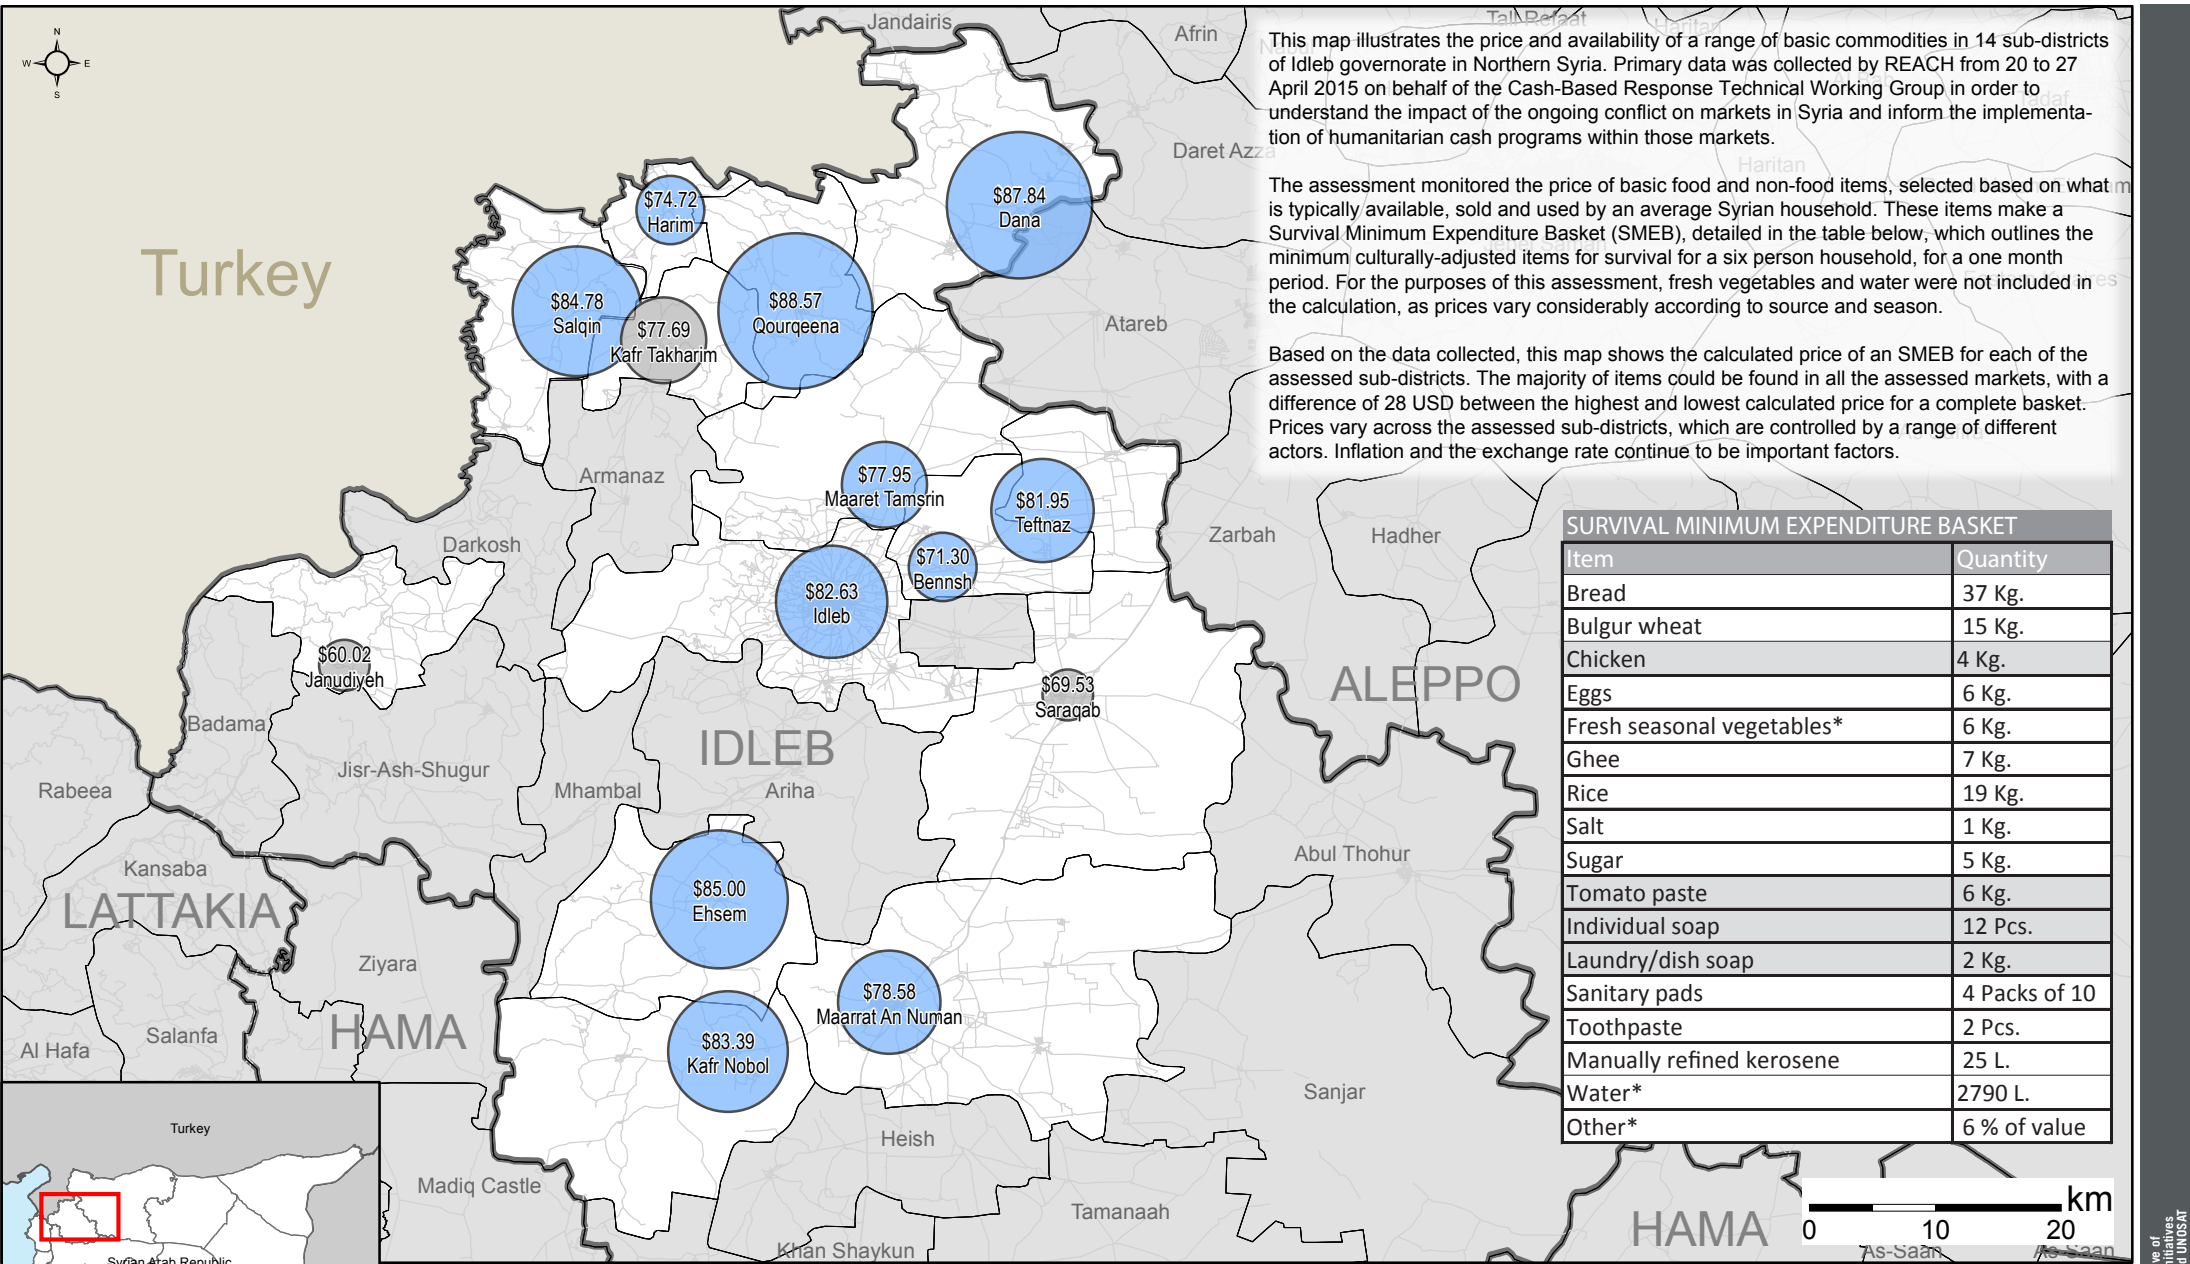 N
W
E
S
Turkey
Jandairis
Afrin
Tall Refaat
Haritan
Nabul
Al Bab
Tadaf
Daret Azza
Haritan
Jebel Saman
Atareb
This map illustrates the price and availability of a range of basic commodities in 14 sub-districts
of Idleb governorate in Northern Syria. Primary data was collected by REACH from 20 to 27
April 2015 on behalf of the Cash-Based Response Technical Working Group in order to
understand the impact of the ongoing conflict on markets in Syria and inform the implementa-
tion of humanitarian cash programs within those markets.
The assessment monitored the price of basic food and non-food items, selected based on what
is typically available, sold and used by an average Syrian household. These items make a
Survival Minimum Expenditure Basket (SMEB), detailed in the table below, which outlines the
minimum culturally-adjusted items for survival for a six person household, for a one month
period. For the purposes of this assessment, fresh vegetables and water were not included in
the calculation, as prices vary considerably according to source and season.
Based on the data collected, this map shows the calculated price of an SMEB for each of the
assessed sub-districts. The majority of items could be found in all the assessed markets, with a
difference of 28 USD between the highest and lowest calculated price for a complete basket.
Prices vary across the assessed sub-districts, which are controlled by a range of different
actors. Inflation and the exchange rate continue to be important factors.
$74.72
Harim
$87.84
Dana
$84.78
Salqin
$77.69
Kafr Takharim
$88.57
Qourqeena
Armanaz
$77.95
Maaret Tamsrin
$81.95
Teftnaz
Darkosh
$71.30
Bennsh
$82.63
Idleb
Zarbah
Hadher
$60.02
Janudiyeh
$69.53
Saraqab
ALEPPO
Badama
IDLEB
Jisr-Ash-Shugur
Mhambal
Ariha
Rabeea
Abul Thohur
Kansaba
LATTAKIA
$85.00
Ehsem
Ziyara
$78.58
Maarrat An Numan
HAMA
Salanfa
Al Hafa
$83.39
Kafr Nobol
Sanjar
Heish
Madiq Castle
Tamanaah
Khan Shaykun
HAMA
As-Saan
As-Saan
SURVIVAL MINIMUM EXPENDITURE BASKET
Item Quantity
Bread 37 Kg.
Bulgur wheat 15 Kg.
Chicken 4 Kg.
Eggs 6 Kg.
Fresh seasonal vegetables* 6 Kg.
Ghee 7 Kg.
Rice 19 Kg.
Salt 1 Kg.
Sugar 5 Kg.
Tomato paste 6 Kg.
Individual soap 12 Pcs.
Laundry/dish soap 2 Kg.
Sanitary pads 4 Packs of 10
Toothpaste 2 Pcs.
Manually refined kerosene 25 L.
Water* 2790 L.
Other* 6 % of value
km
0 10 20
Turkey
Syrian Arab Republic